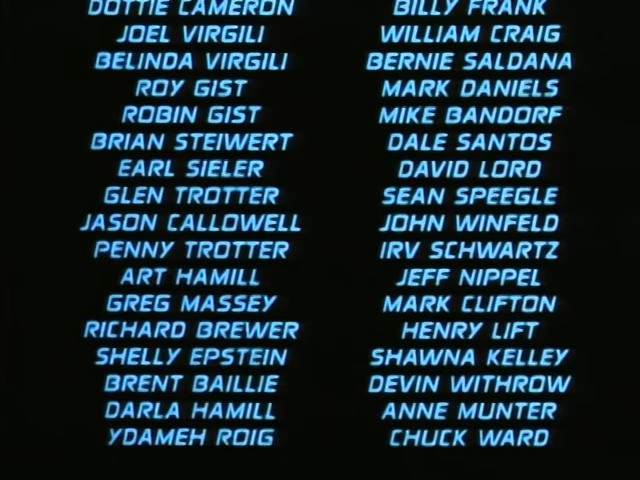 DOTTIE CAMERON BILLY FRANK
JOEL VIRGILI WILLIAM CRAIG
BELINDA VIRGILI BERNIE SALDANA
ROY GIST MARK DANIELS
ROBIN GIST MIKE BANDORF
BRIAN STEIWERT DALE SANTOS
EARL SIELER DAVID LORD
GLEN TROTTER SEAN SPEEGLE
JASON CALLOWELL JOHN WINFELD
PENNY TROTTER IRV SCHWARTZ
ART HAMILL JEFF NIPPEL
GREG MASSEY MARK CLIFTON
RICHARD BREWER HENRY LIFT
SHELLY EPSTEIN SHAWNA KELLEY
BRENT BAILLIE DEVIN WITHROW
DARLA HAMILL ANNE MUNTER
YDAMEH ROIG CHUCK WARD